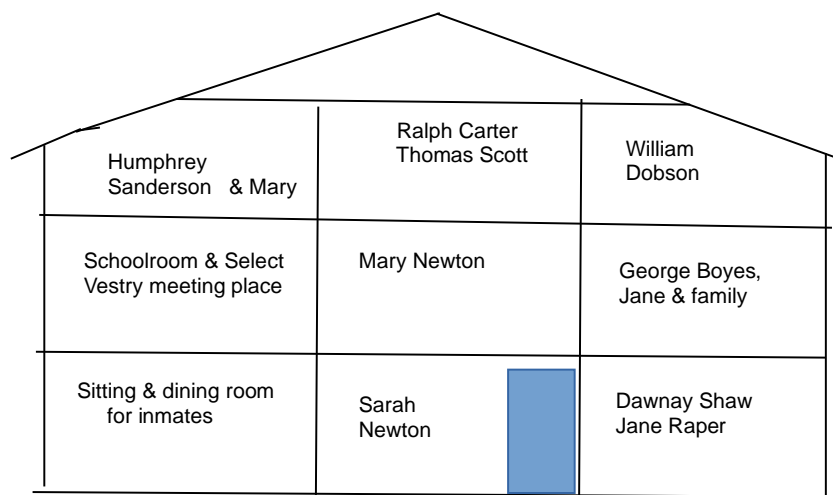 Humphrey
Sanderson & Mary
Ralph Carter
Thomas Scott
William
Dobson
Schoolroom & Select
Vestry meeting place
Mary Newton
George Boyes,
Jane & family
Sitting & dining room
for inmates
Sarah
Newton
Dawnay Shaw
Jane Raper